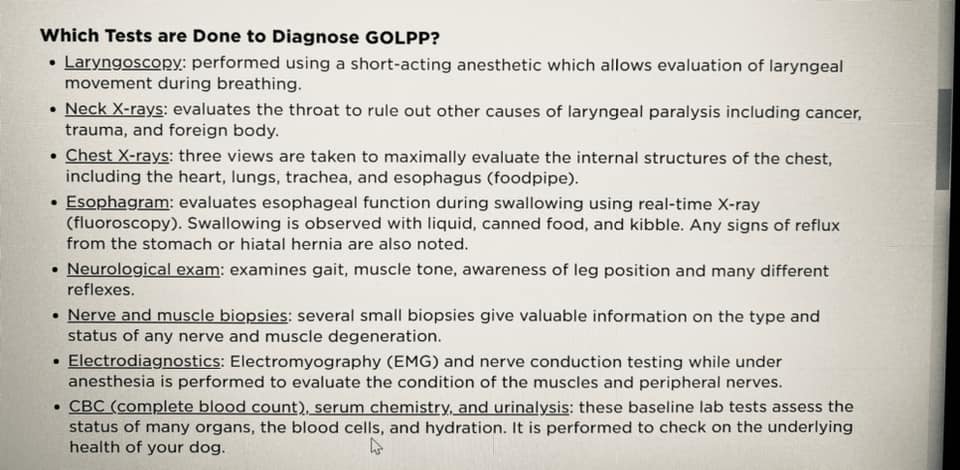 Which Tests are Done to Diagnose GOLPP?
• Laryngoscopy: performed using a short-acting anesthetic which allows evaluation of laryngeal
movement during breathing.
• Neck X-rays: evaluates the throat to rule out other causes of laryngeal paralysis including cancer,
trauma, and foreign body.
• Chest X-rays: three views are taken to maximally evaluate the internal structures of the chest,
including the heart, lungs, trachea, and esophagus (foodpipe).
• Esophagram: evaluates esophageal function during swallowing using real-time X-ray
(fluoroscopy). Swallowing is observed with liquid, canned food, and kibble. Any signs of reflux
from the stomach or hiatal hernia are also noted.
• Neurological exam: examines gait, muscle tone, awareness of leg position and many different
reflexes.
• Nerve and muscle biopsies: several small biopsies give valuable information on the type and
status of any nerve and muscle degeneration.
• Electrodiagnostics: Electromyography (EMG) and nerve conduction testing while under
anesthesia is performed to evaluate the condition of the muscles and peripheral nerves.
• CBC (complete blood count), serum chemistry, and urinalysis: these baseline lab tests assess the
status of many organs, the blood cells, and hydration. It is performed to check on the underlying
health of your dog.